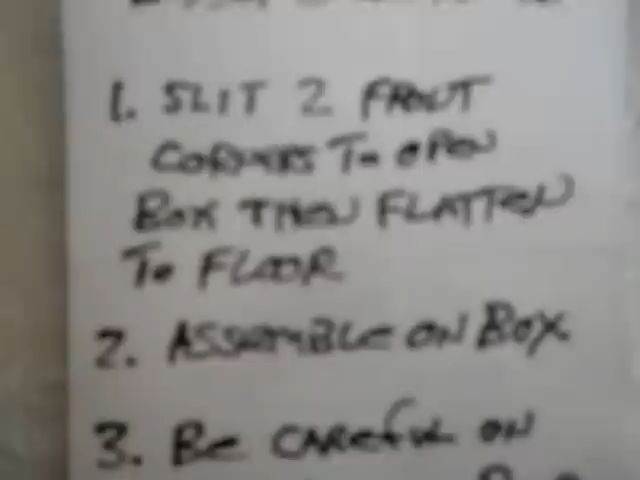 1. SLIT 2 FRONT
CORNERS To OPEN
BOX THEN FLATTEN
To FLOOR
2. ASSEMBLE ON BOX.
3. Be CAREFUL ON